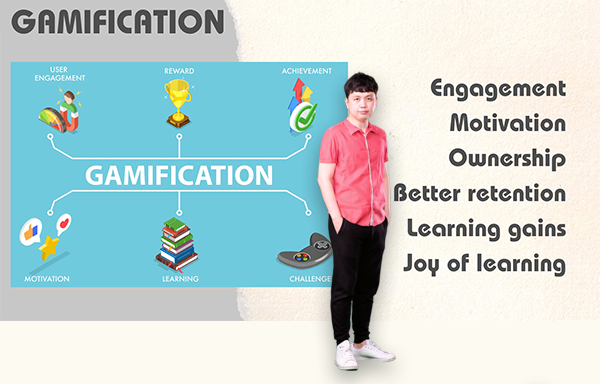 GAMIFICATION
USER
ENGAGEMENT
REWARD
ACHIEVEMENT
GAMIFICATION
MOTIVATION
LEARNING
CHALLENGE
Engagement
Motivation
Ownership
Better retention
Learning gains
Joy of learning